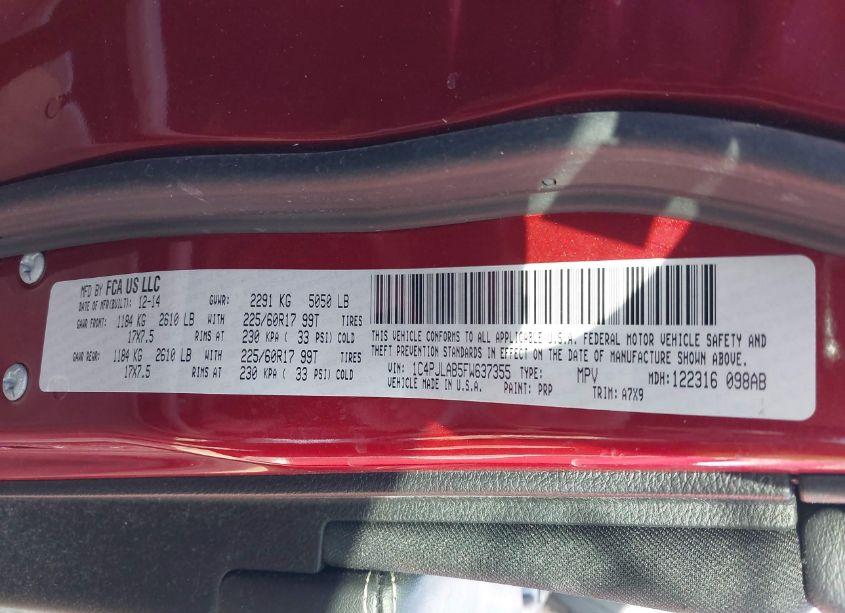 MFD BY FCA US LLC
DATE OF MFR(BUILT): 12-14 GVWR: 2291 KG 5050 LB
GAWR FRONT: 1184 KG 2610 LB WITH 225/60R17 99T TIRES
17X7.5 RIMS AT 230 KPA ( 33 PSI) COLD
GAWR REAR: 1184 KG 2610 LB WITH 225/60R17 99T TIRES
17X7.5 RIMS AT 230 KPA ( 33 PSI) COLD
THIS VEHICLE CONFORMS TO ALL APPLICABLE U.S.A. FEDERAL MOTOR VEHICLE SAFETY AND
THEFT PREVENTION STANDARDS IN EFFECT ON THE DATE OF MANUFACTURE SHOWN ABOVE.
VIN: 1C4PJLAB5FW637355 TYPE: MPV MDH: 122316 098AB
VEHICLE MADE IN U.S.A. PAINT: PRP TRIM: A7X9